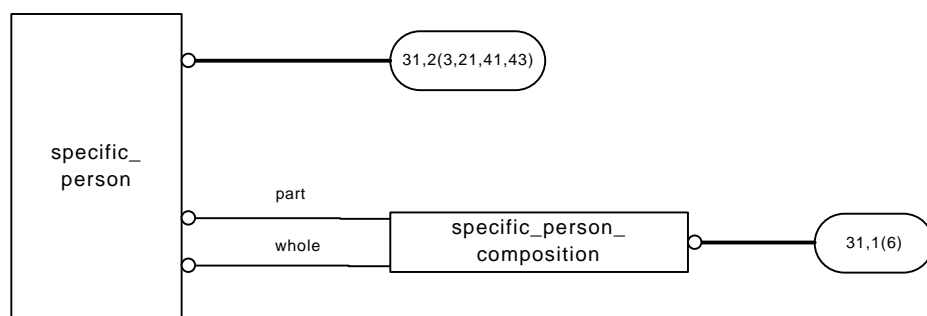 31,2(3,21,41,43)
specific_
person
part
specific_person_
composition
whole
31,1(6)